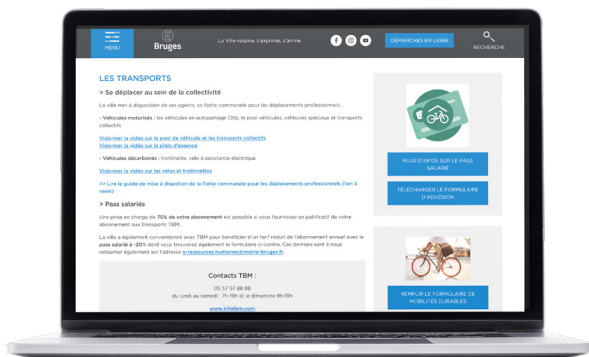 MENU
Bruges
La Ville respire, s'exprime, s'anime
DÉMARCHES EN LIGNE
RECHERCHE
LES TRANSPORTS
> Se déplacer au sein de la collectivité
La ville met à disposition de ses agents, sa flotte communale pour les déplacements professionnels :
- Véhicules motorisés : les véhicules en autopartage Citiz, le pool véhicules, véhicules spéciaux et transports
collectifs
Visionner la vidéo sur le pool de véhicule et les transports collectifs
Visionner la vidéo sur le plein d'essence
- Véhicules décarbonés : trottinette, vélo à assistance électrique
Visionner la vidéo sur les vélos et trottinettes
>> Lire le guide de mise à dispotion de la flotte communale pour les déplacements professionnels (lien à
venir)
> Pass salariés
Une prise en charge de 75% de votre abonnement est possible si vous fournissez un justificatif de votre
abonnement aux transports TBM.
La ville a également conventionné avec TBM pour bénéficier d'un tarif réduit de l'abonnement annuel avec le
pass salarié à -20% dont vous trouverez également le formulaire ci-contre. Ces derniers sont à nous
retourner également sur l'adresse e-ressources.humaines@mairie-bruges.fr.
Contacts TBM :
05 57 57 88 88
du lundi au samedi : 7h-19h et le dimanche 9h-15h
www.infotbm.com
PLUS D'INFOS SUR LE PASS
SALARIÉ
TÉLÉCHARGER LE FORMULAIRE
D'ADHÉSION
REMPLIR LE FORMULAIRE DE
MOBILITÉS DURABLES